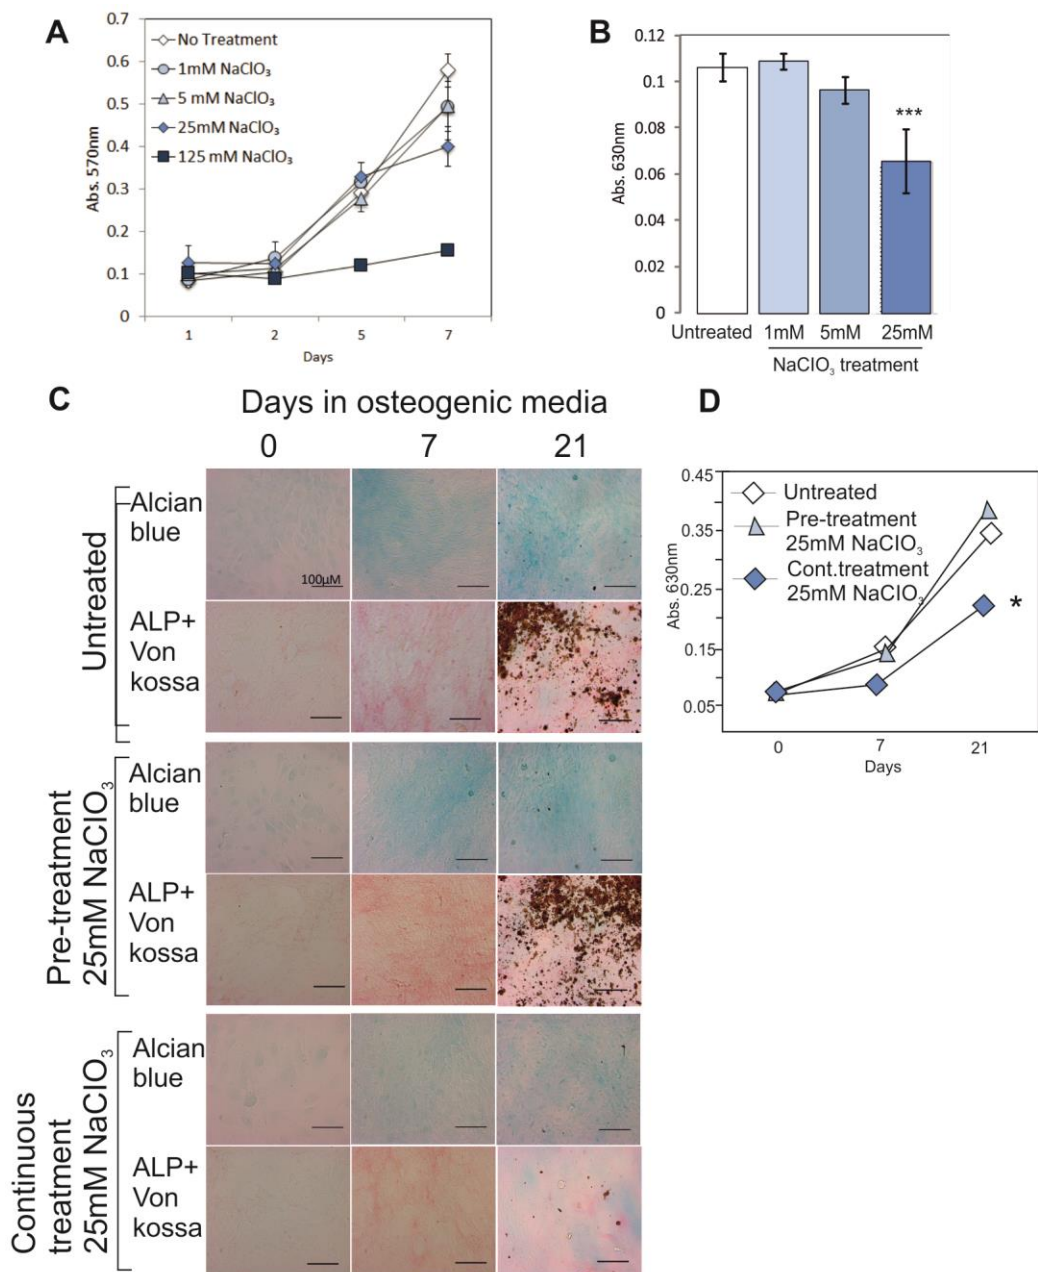 A
0.7
0.6
0.5
0.4
0.3
0.2
0.1
0
Abs. 570nm
No Treatment
1mM NaClO₃
5 mM NaClO₃
25mM NaClO₃
125 mM NaClO₃
1 2 5 7
Days
B
0.12
0.1
0.08
0.06
0.04
0.02
0
Abs. 630nm
***
Untreated 1mM 5mM 25mM
NaClO₃ treatment
C
Days in osteogenic media
0 7 21
Untreated
Alcian
blue
100µM
ALP+
Von
kossa
Pre-treatment
25mM NaClO₃
Alcian
blue
ALP+
Von
kossa
Continuous
treatment
25mM NaClO₃
Alcian
blue
ALP+
Von
kossa
D
0.45
0.35
0.25
0.15
0.05
Abs. 630nm
Untreated
Pre-treatment
25mM NaClO₃
Cont.treatment
25mM NaClO₃
*
0 7 21
Days